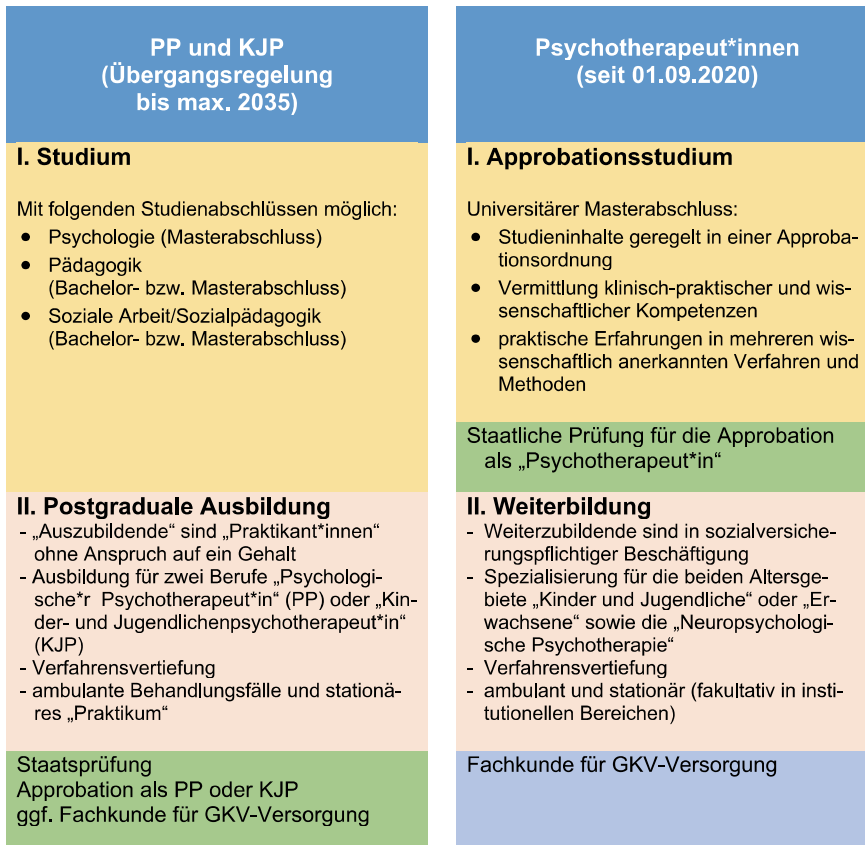 PP und KJP
(Übergangsregelung
bis max. 2035)
I. Studium
Mit folgenden Studienabschlüssen möglich:
● Psychologie (Masterabschluss)
● Pädagogik
(Bachelor- bzw. Masterabschluss)
● Soziale Arbeit/Sozialpädagogik
(Bachelor- bzw. Masterabschluss)
II. Postgraduale Ausbildung
- „Auszubildende“ sind „Praktikant*innen“
ohne Anspruch auf ein Gehalt
- Ausbildung für zwei Berufe „Psychologi-
sche*r Psychotherapeut*in“ (PP) oder „Kin-
der- und Jugendlichenpsychotherapeut*in“
(KJP)
- Verfahrensvertiefung
- ambulante Behandlungsfälle und stationä-
res „Praktikum“
Staatsprüfung
Approbation als PP oder KJP
ggf. Fachkunde für GKV-Versorgung
Psychotherapeut*innen
(seit 01.09.2020)
I. Approbationsstudium
Universitärer Masterabschluss:
● Studieninhalte geregelt in einer Approba-
tionsordnung
● Vermittlung klinisch-praktischer und wis-
senschaftlicher Kompetenzen
● praktische Erfahrungen in mehreren wis-
senschaftlich anerkannten Verfahren und
Methoden
Staatliche Prüfung für die Approbation
als „Psychotherapeut*in“
II. Weiterbildung
- Weiterzubildende sind in sozialversiche-
rungspflichtiger Beschäftigung
- Spezialisierung für die beiden Altersge-
biete „Kinder und Jugendliche“ oder „Er-
wachsene“ sowie die „Neuropsychologi-
sche Psychotherapie“
- Verfahrensvertiefung
- ambulant und stationär (fakultativ in insti-
tutionellen Bereichen)
Fachkunde für GKV-Versorgung